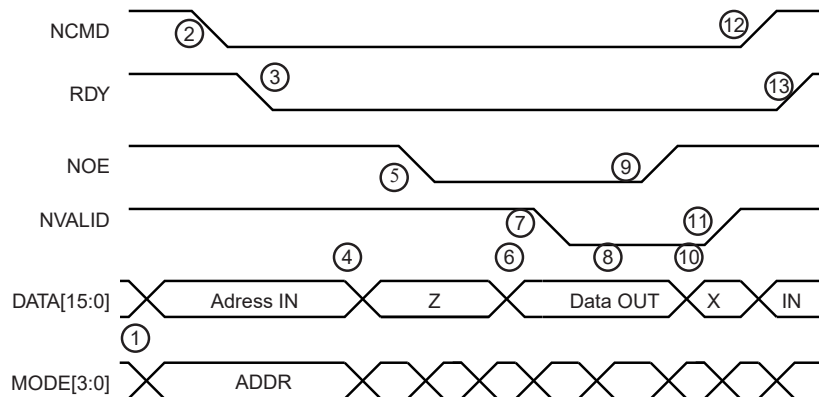 NCMD
2
12
RDY
3
13
NOE
5
9
NVALID
7
11
4
6
8
10
DATA[15:0]
Adress IN
Z
Data OUT
X
IN
1
MODE[3:0]
ADDR